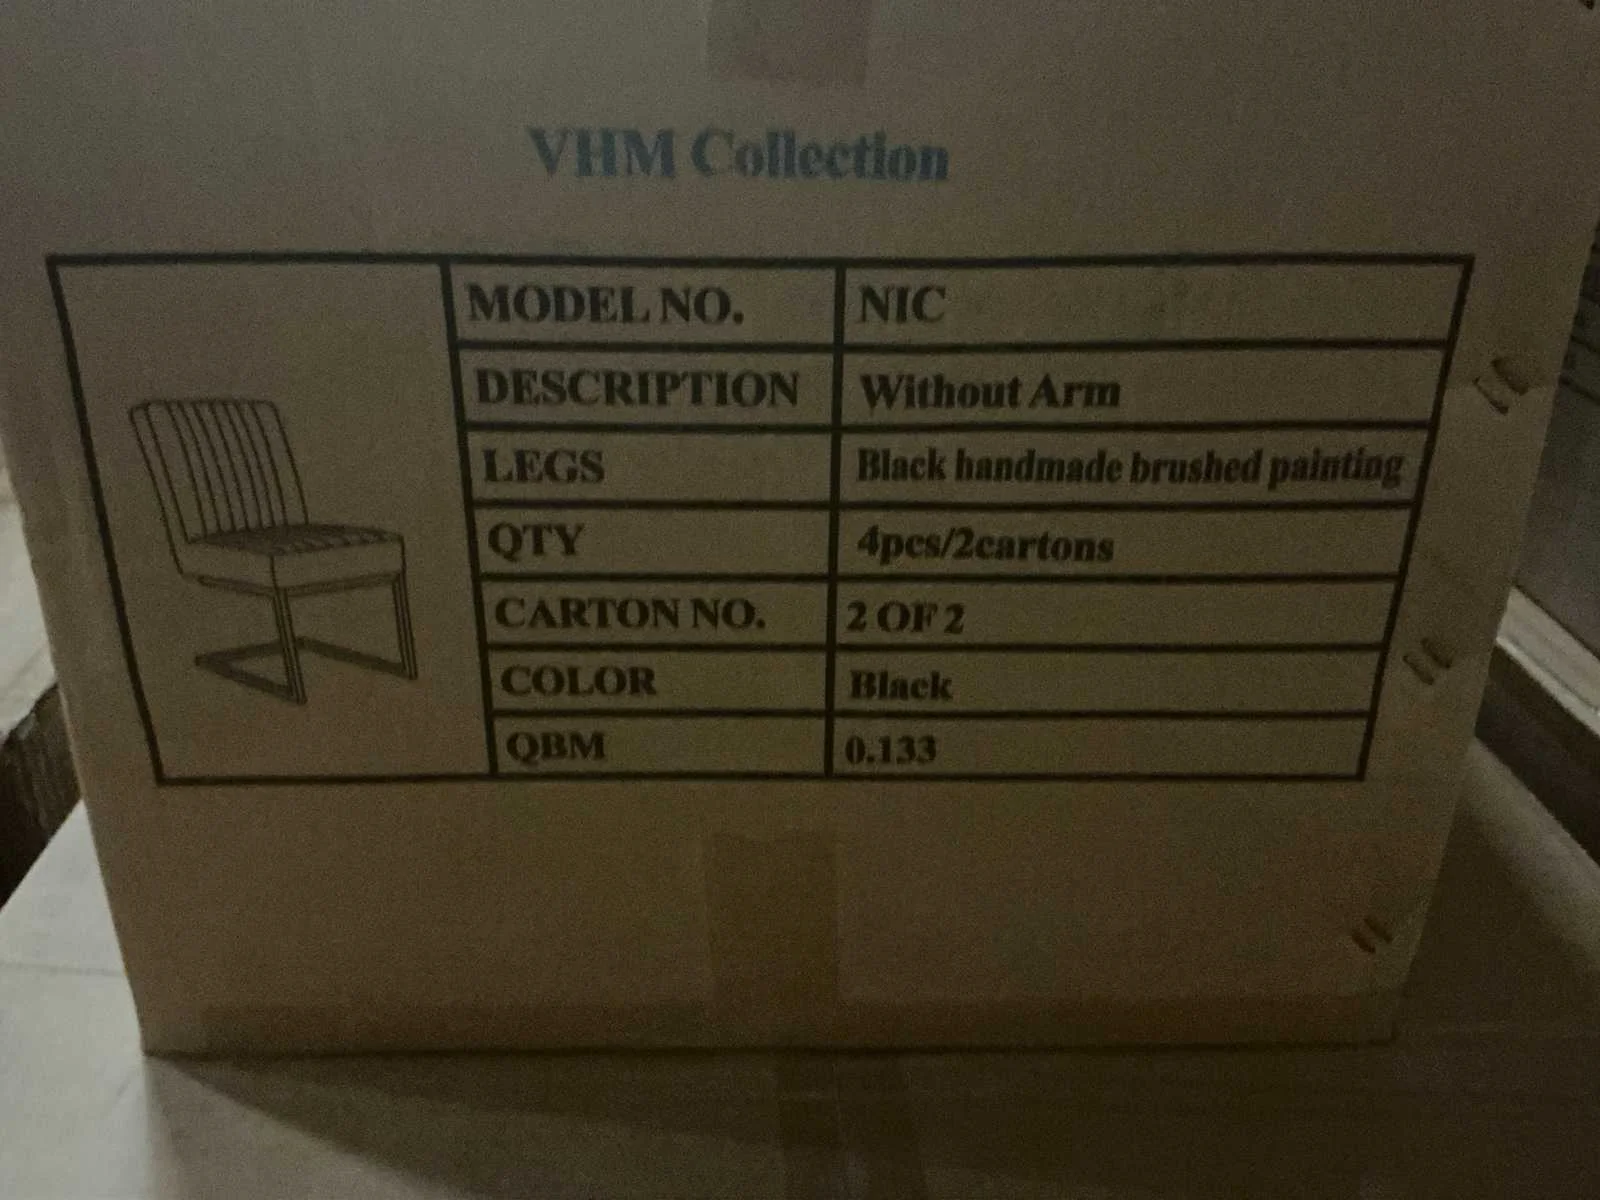 VHM Collection
MODEL NO. NIC
DESCRIPTION Without Arm
LEGS Black handmade brushed painting
QTY 4pcs/2cartons
CARTON NO. 2 OF 2
COLOR Black
QBM 0.133